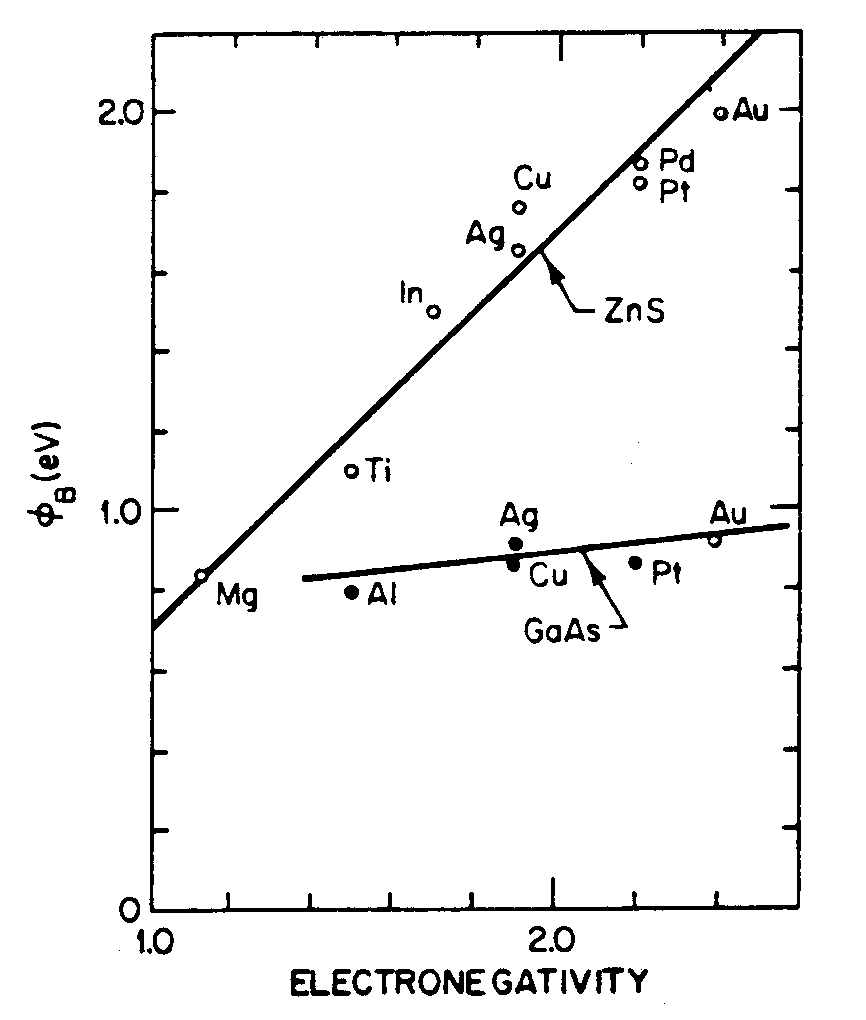 2.0
Au
Cu
Pd
Pt
Ag
In
ZnS
ϕB (eV)
Ti
1.0
Ag
Au
Mg
Al
Cu
Pt
GaAs
0
1.0
2.0
ELECTRONEGATIVITY